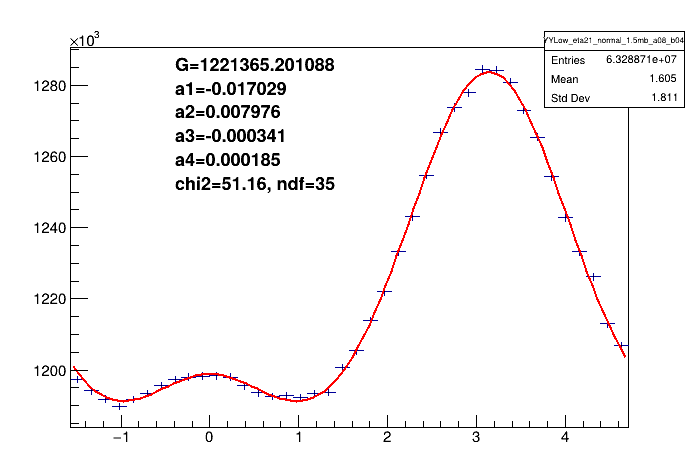 ×10³
G=1221365.201088
a1=-0.017029
a2=0.007976
a3=-0.000341
a4=0.000185
chi2=51.16, ndf=35
YLow_eta21_normal_1.5mb_a08_b04
Entries 6.328871e+07
Mean 1.605
Std Dev 1.811
1280
1260
1240
1220
1200
−1 0 1 2 3 4